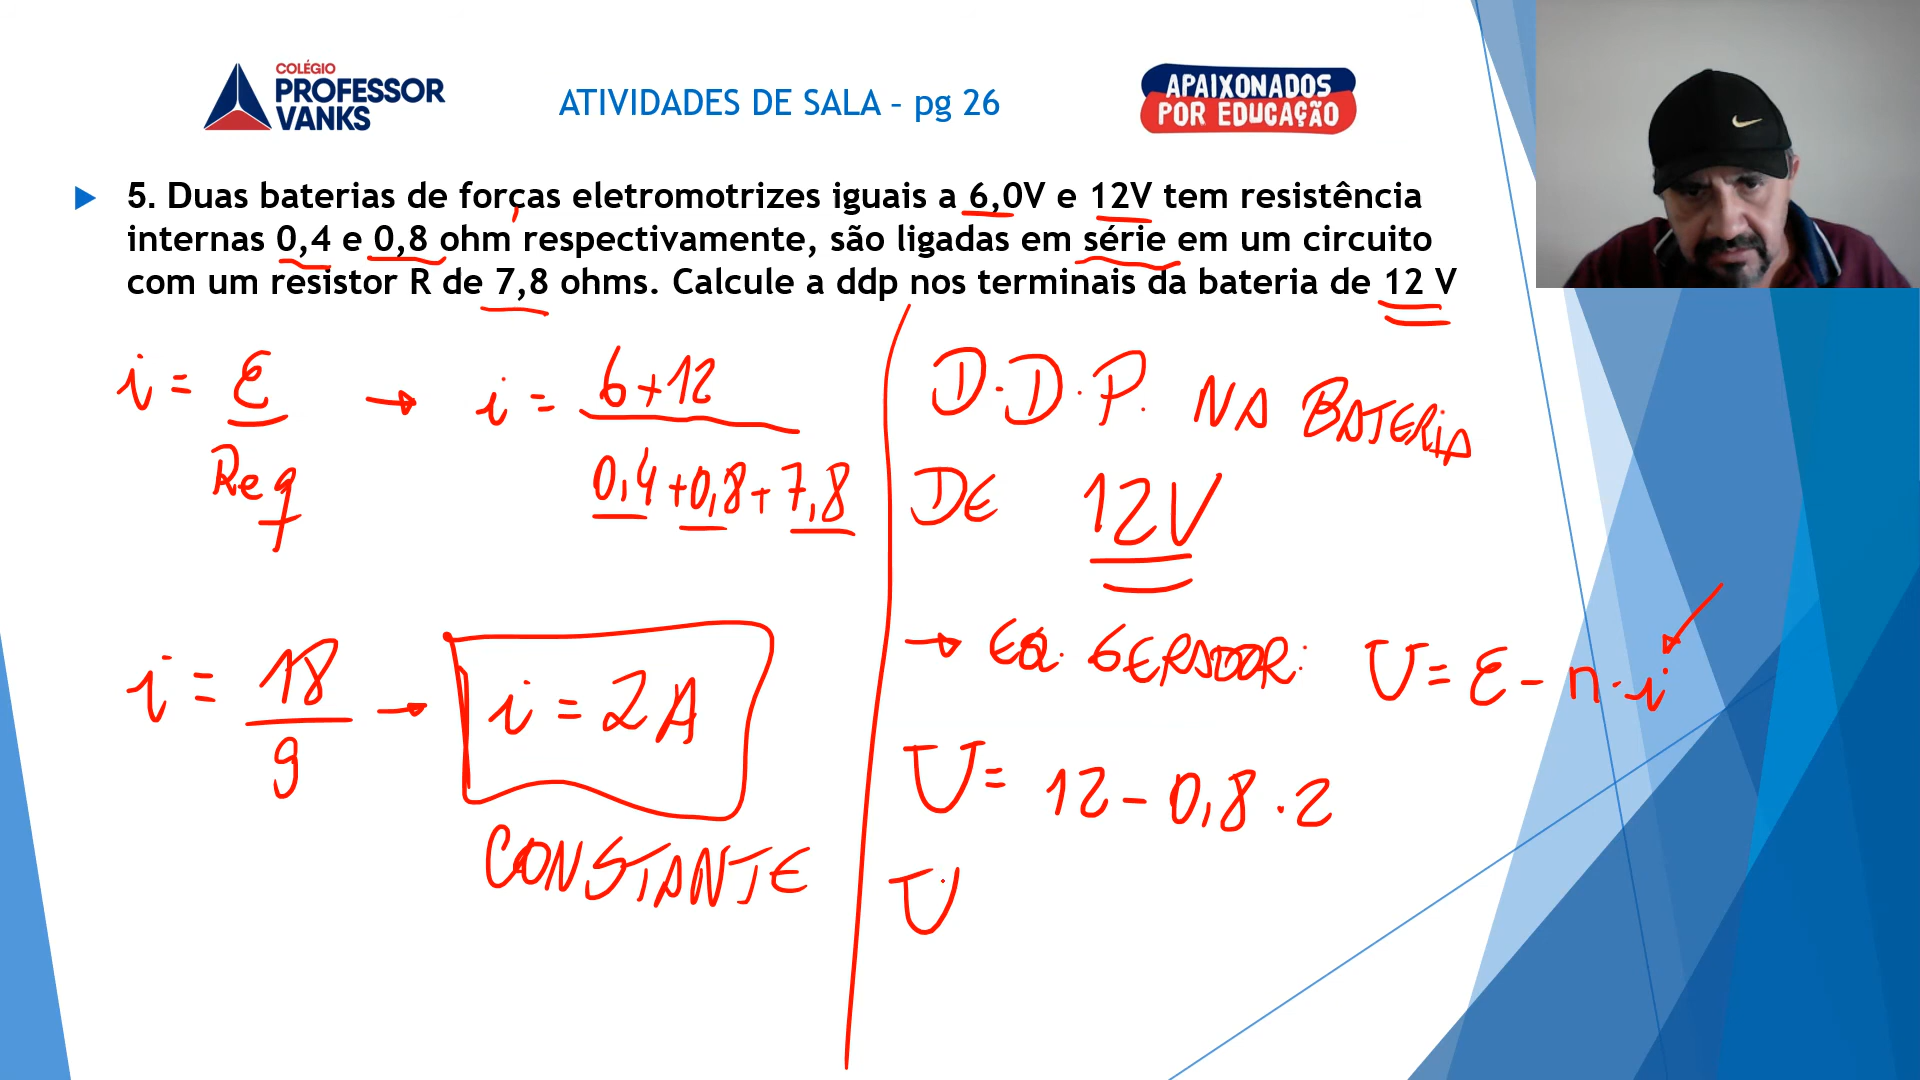 COLÉGIO
PROFESSOR
VANKS
ATIVIDADES DE SALA – pg 26
APAIXONADOS
POR EDUCAÇÃO
5. Duas baterias de forças eletromotrizes iguais a 6,0V e 12V tem resistência
internas 0,4 e 0,8 ohm respectivamente, são ligadas em série em um circuito
com um resistor R de 7,8 ohms. Calcule a ddp nos terminais da bateria de 12 V
i = ε / Req → i = 6+12 / 0,4+0,8+7,8
i = 18 / 9 → i = 2A
CONSTANTE
D.D.P. NA BATERIA
DE 12V
→ EQ. GERADOR: U = ε - r.i
U = 12 - 0,8 . 2
U